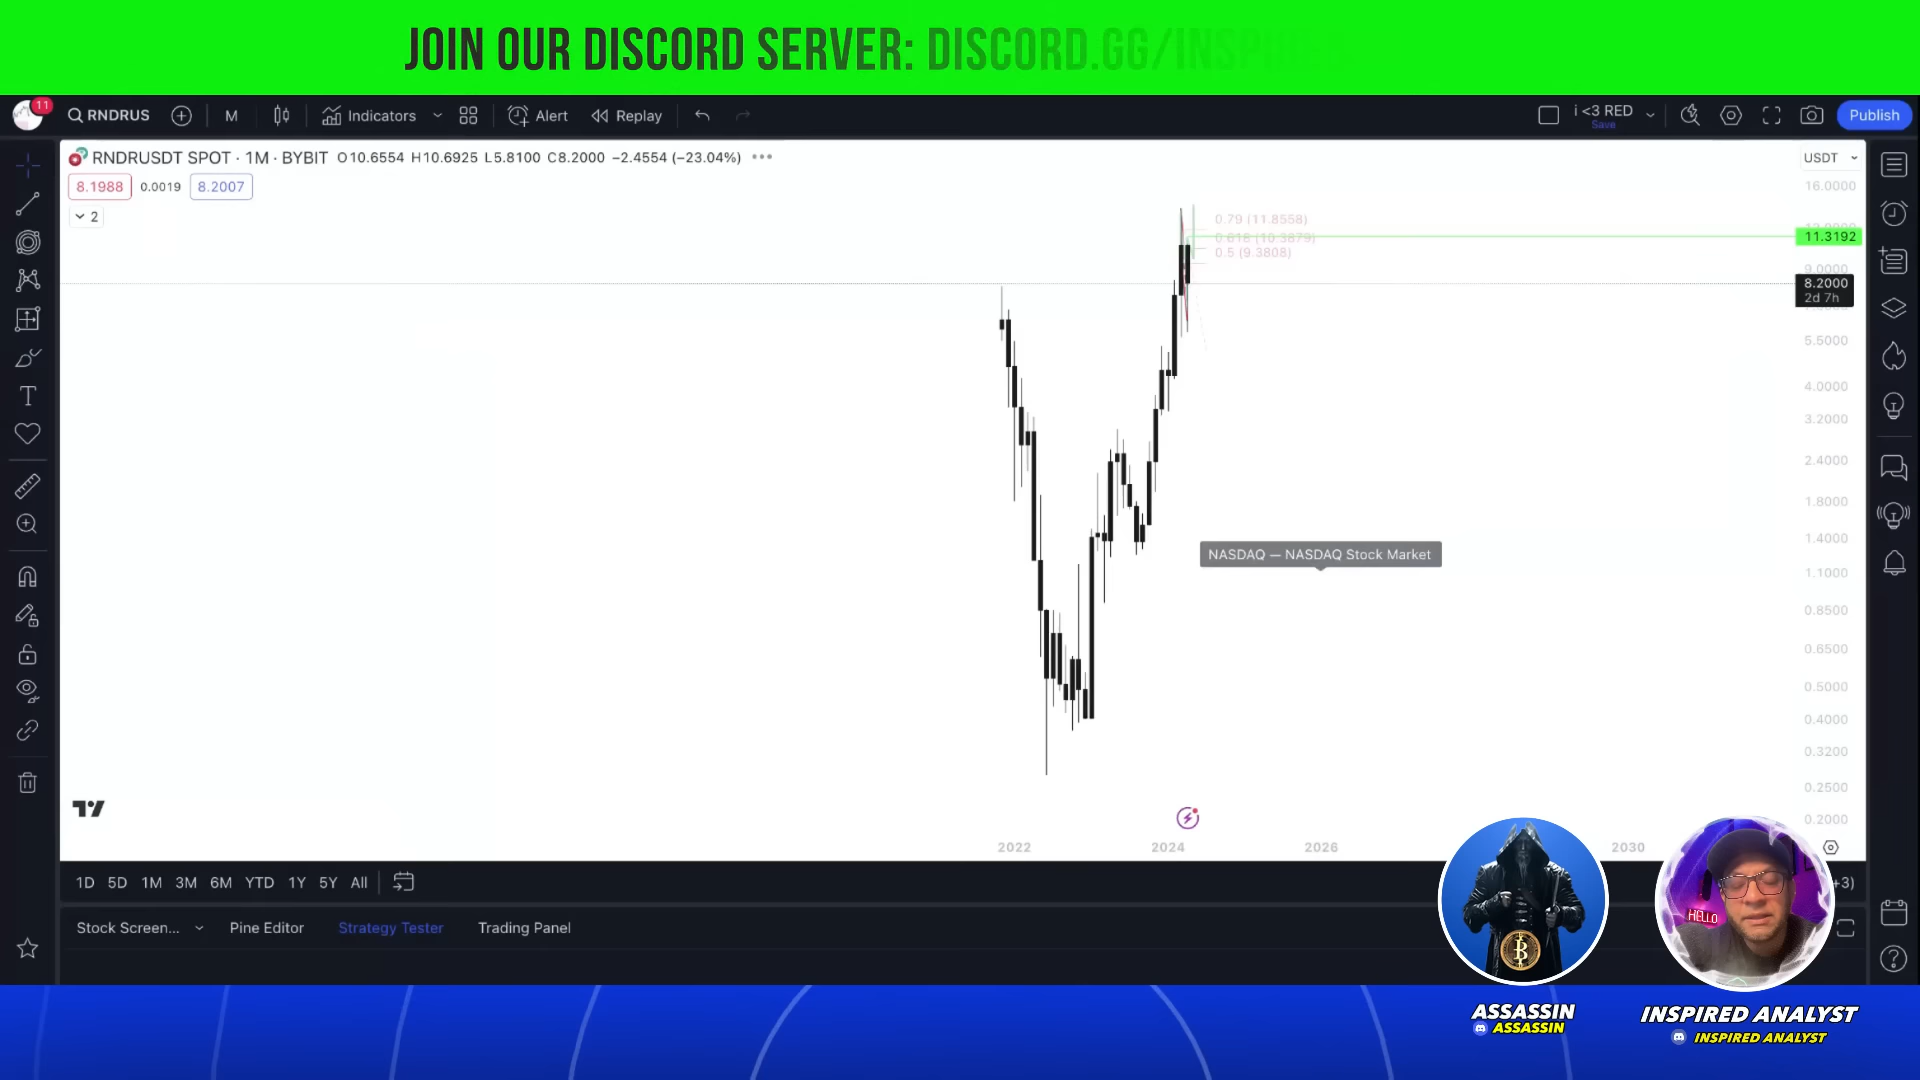 JOIN OUR DISCORD SERVER: DISCORD.GG/INSPIRED
11
RNDRUS
M
Indicators
Alert
Replay
i <3 RED
Save
Publish
RNDRUSDT SPOT · 1M · BYBIT O10.6554 H10.6925 L5.8100 C8.2000 −2.4554 (−23.04%)
USDT
8.1988 0.0019 8.2007
2
16.0000
0.79 (11.8558)
0.618 (10.3879)
0.5 (9.3808)
11.3192
9.0000
8.2000
2d 7h
5.5000
4.0000
3.2000
2.4000
1.8000
1.4000
NASDAQ — NASDAQ Stock Market
1.1000
0.8500
0.6500
0.5000
0.4000
0.3200
0.2500
0.2000
2022
2024
2026
2030
1D 5D 1M 3M 6M YTD 1Y 5Y All
+3)
Stock Screen...
Pine Editor
Strategy Tester
Trading Panel
HELLO
ASSASSIN
ASSASSIN
INSPIRED ANALYST
INSPIRED ANALYST